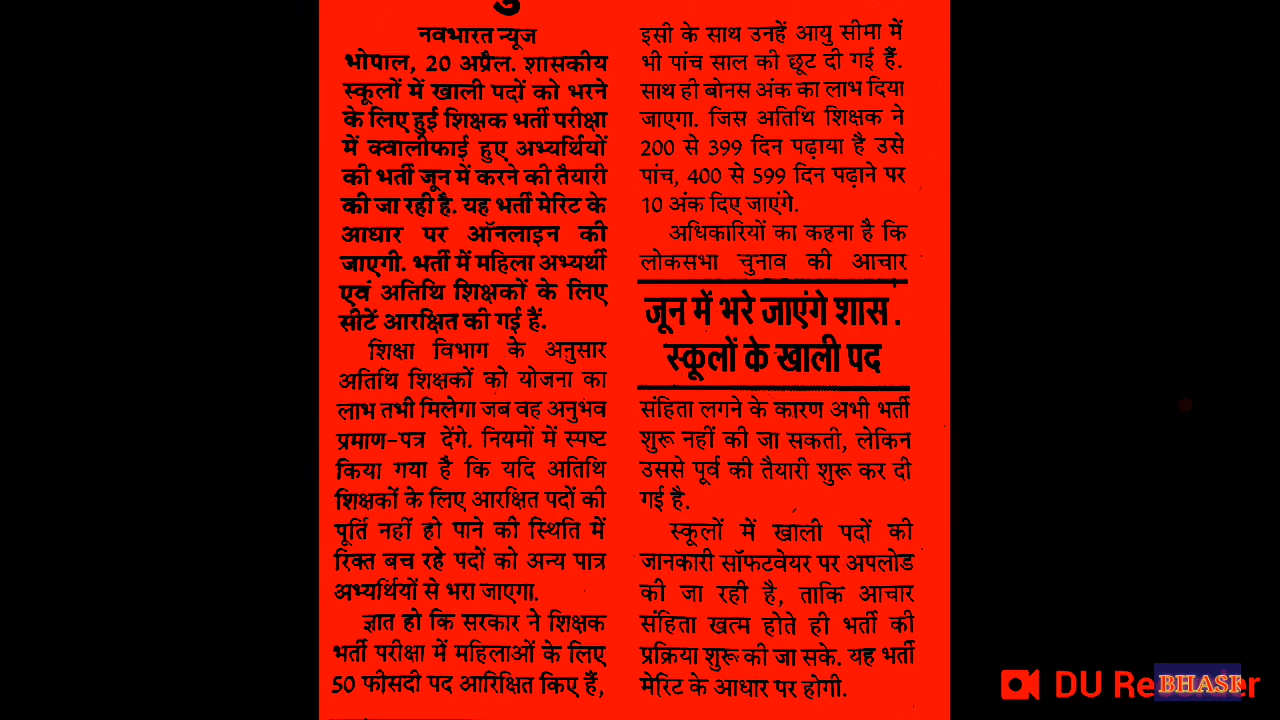 नवभारत न्यूज
भोपाल, 20 अप्रैल. शासकीय
स्कूलों में खाली पदों को भरने
के लिए हुई शिक्षक भर्ती परीक्षा
में क्वालीफाई हुए अभ्यर्थियों
की भर्ती जून में करने की तैयारी
की जा रही है. यह भर्ती मेरिट के
आधार पर ऑनलाइन की
जाएगी. भर्ती में महिला अभ्यर्थी
एवं अतिथि शिक्षकों के लिए
सीटें आरक्षित की गई हैं.
शिक्षा विभाग के अनुसार
अतिथि शिक्षकों को योजना का
लाभ तभी मिलेगा जब वह अनुभव
प्रमाण-पत्र देंगे. नियमों में स्पष्ट
किया गया है कि यदि अतिथि
शिक्षकों के लिए आरक्षित पदों की
पूर्ति नहीं हो पाने की स्थिति में
रिक्त बच रहे पदों को अन्य पात्र
अभ्यर्थियों से भरा जाएगा.
ज्ञात हो कि सरकार ने शिक्षक
भर्ती परीक्षा में महिलाओं के लिए
50 फीसदी पद आरिक्षित किए हैं,
इसी के साथ उनहें आयु सीमा में
भी पांच साल की छूट दी गई हैं.
साथ ही बोनस अंक का लाभ दिया
जाएगा. जिस अतिथि शिक्षक ने
200 से 399 दिन पढ़ाया है उसे
पांच, 400 से 599 दिन पढ़ाने पर
10 अंक दिए जाएंगे.
अधिकारियों का कहना है कि
लोकसभा चुनाव की आचार
जून में भरे जाएंगे शास .
स्कूलों के खाली पद
संहिता लगने के कारण अभी भर्ती
शुरू नहीं की जा सकती, लेकिन
उससे पूर्व की तैयारी शुरू कर दी
गई है.
स्कूलों में खाली पदों की
जानकारी सॉफटवेयर पर अपलोड
की जा रही है, ताकि आचार
संहिता खत्म होते ही भर्ती की
प्रक्रिया शुरू की जा सके. यह भर्ती
मेरिट के आधार पर होगी.
DU